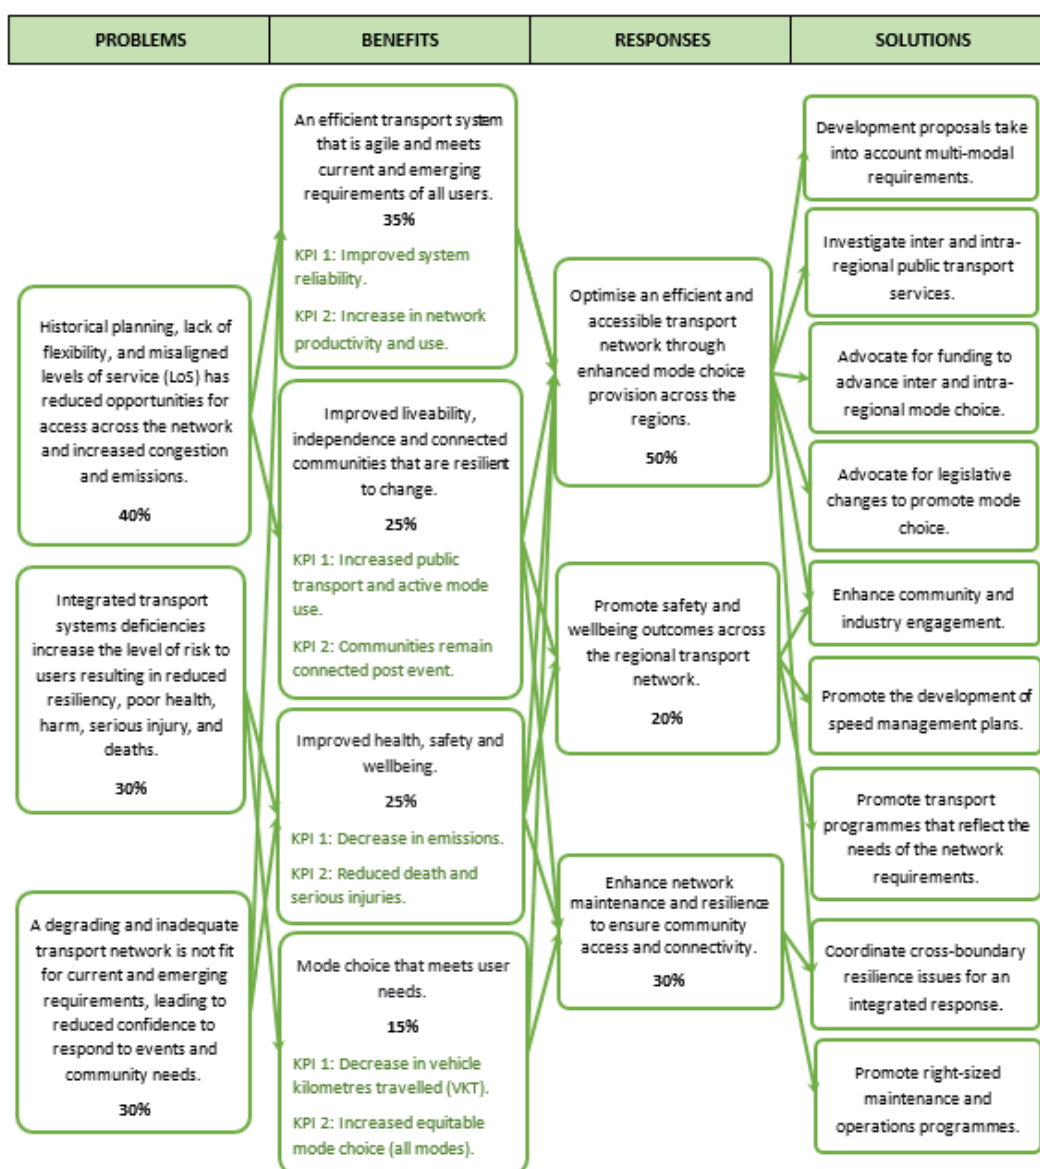 PROBLEMS
BENEFITS
RESPONSES
SOLUTIONS
Historical planning, lack of
flexibility, and misaligned
levels of service (LoS) has
reduced opportunities for
access across the network
and increased congestion
and emissions.
40%
Integrated transport
systems deficiencies
increase the level of risk to
users resulting in reduced
resiliency, poor health,
harm, serious injury, and
deaths.
30%
A degrading and inadequate
transport network is not fit
for current and emerging
requirements, leading to
reduced confidence to
respond to events and
community needs.
30%
An efficient transport system
that is agile and meets
current and emerging
requirements of all users.
35%
KPI 1: Improved system
reliability.
KPI 2: Increase in network
productivity and use.
Improved liveability,
independence and connected
communities that are resilient
to change.
25%
KPI 1: Increased public
transport and active mode
use.
KPI 2: Communities remain
connected post event.
Improved health, safety and
wellbeing.
25%
KPI 1: Decrease in emissions.
KPI 2: Reduced death and
serious injuries.
Mode choice that meets user
needs.
15%
KPI 1: Decrease in vehicle
kilometres travelled (VKT).
KPI 2: Increased equitable
mode choice (all modes).
Optimise an efficient and
accessible transport
network through
enhanced mode choice
provision across the
regions.
50%
Promote safety and
wellbeing outcomes across
the regional transport
network.
20%
Enhance network
maintenance and resilience
to ensure community
access and connectivity.
30%
Development proposals take
into account multi-modal
requirements.
Investigate inter and intra-
regional public transport
services.
Advocate for funding to
advance inter and intra-
regional mode choice.
Advocate for legislative
changes to promote mode
choice.
Enhance community and
industry engagement.
Promote the development of
speed management plans.
Promote transport
programmes that reflect the
needs of the network
requirements.
Coordinate cross-boundary
resilience issues for an
integrated response.
Promote right-sized
maintenance and
operations programmes.